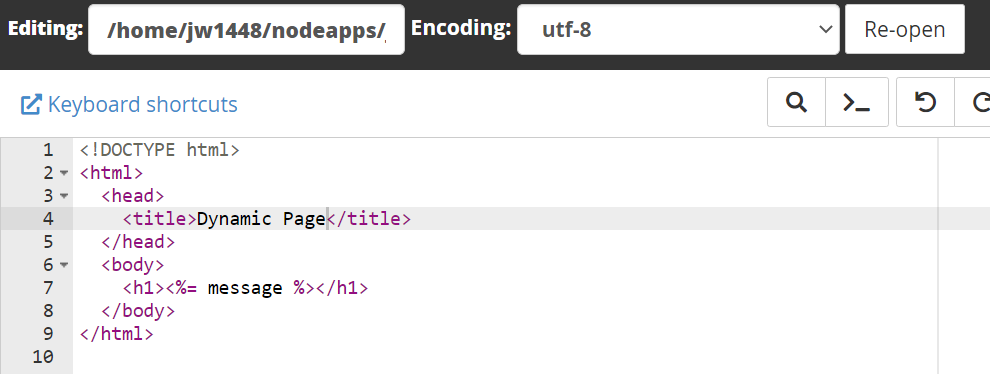 Editing: /home/jw1448/nodeapps/ Encoding: utf-8 Re-open
Keyboard shortcuts
1 <!DOCTYPE html>
2 <html>
3 <head>
4 <title>Dynamic Page</title>
5 </head>
6 <body>
7 <h1><%= message %></h1>
8 </body>
9 </html>
10